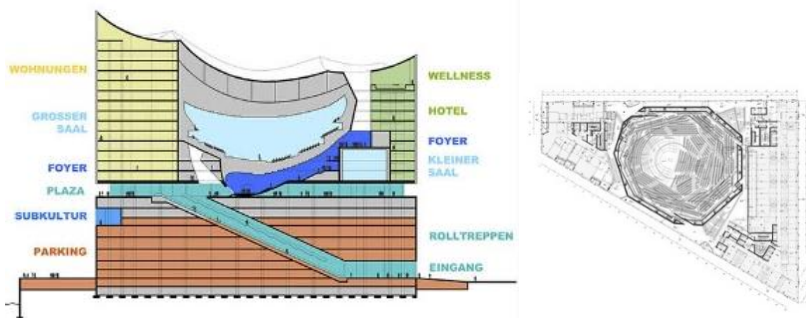 WOHNUNGEN
GROSSER
SAAL
FOYER
PLAZA
SUBKULTUR
PARKING
WELLNESS
HOTEL
FOYER
KLEINER
SAAL
ROLLTREPPEN
EINGANG